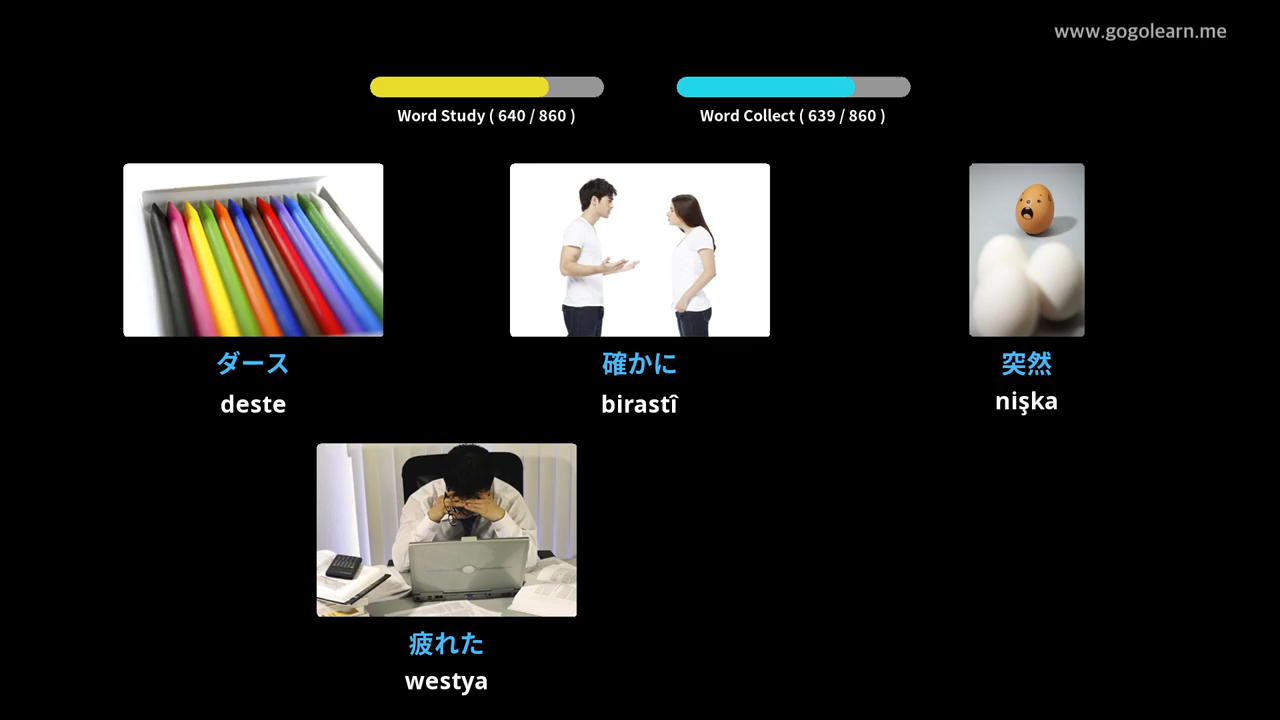 www.gogolearn.me
Word Study ( 640 / 860 )
Word Collect ( 639 / 860 )
ダース
deste
確かに
birastî
突然
nişka
疲れた
westya